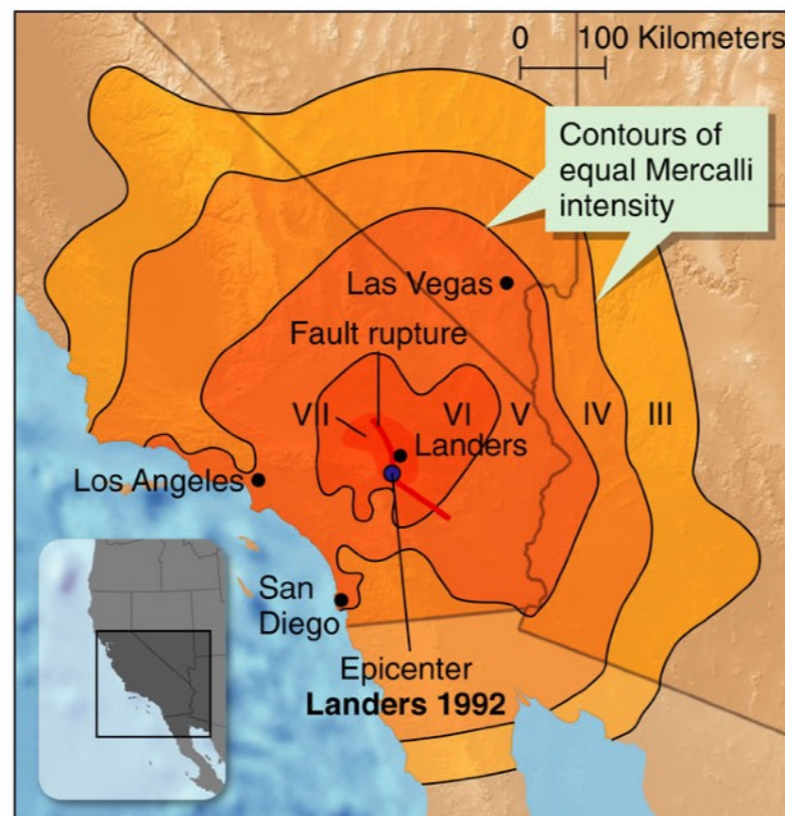 0 100 Kilometers
Contours of
equal Mercalli
intensity
Las Vegas
Fault rupture
VII VI V IV III
Landers
Los Angeles
San
Diego
Epicenter
Landers 1992